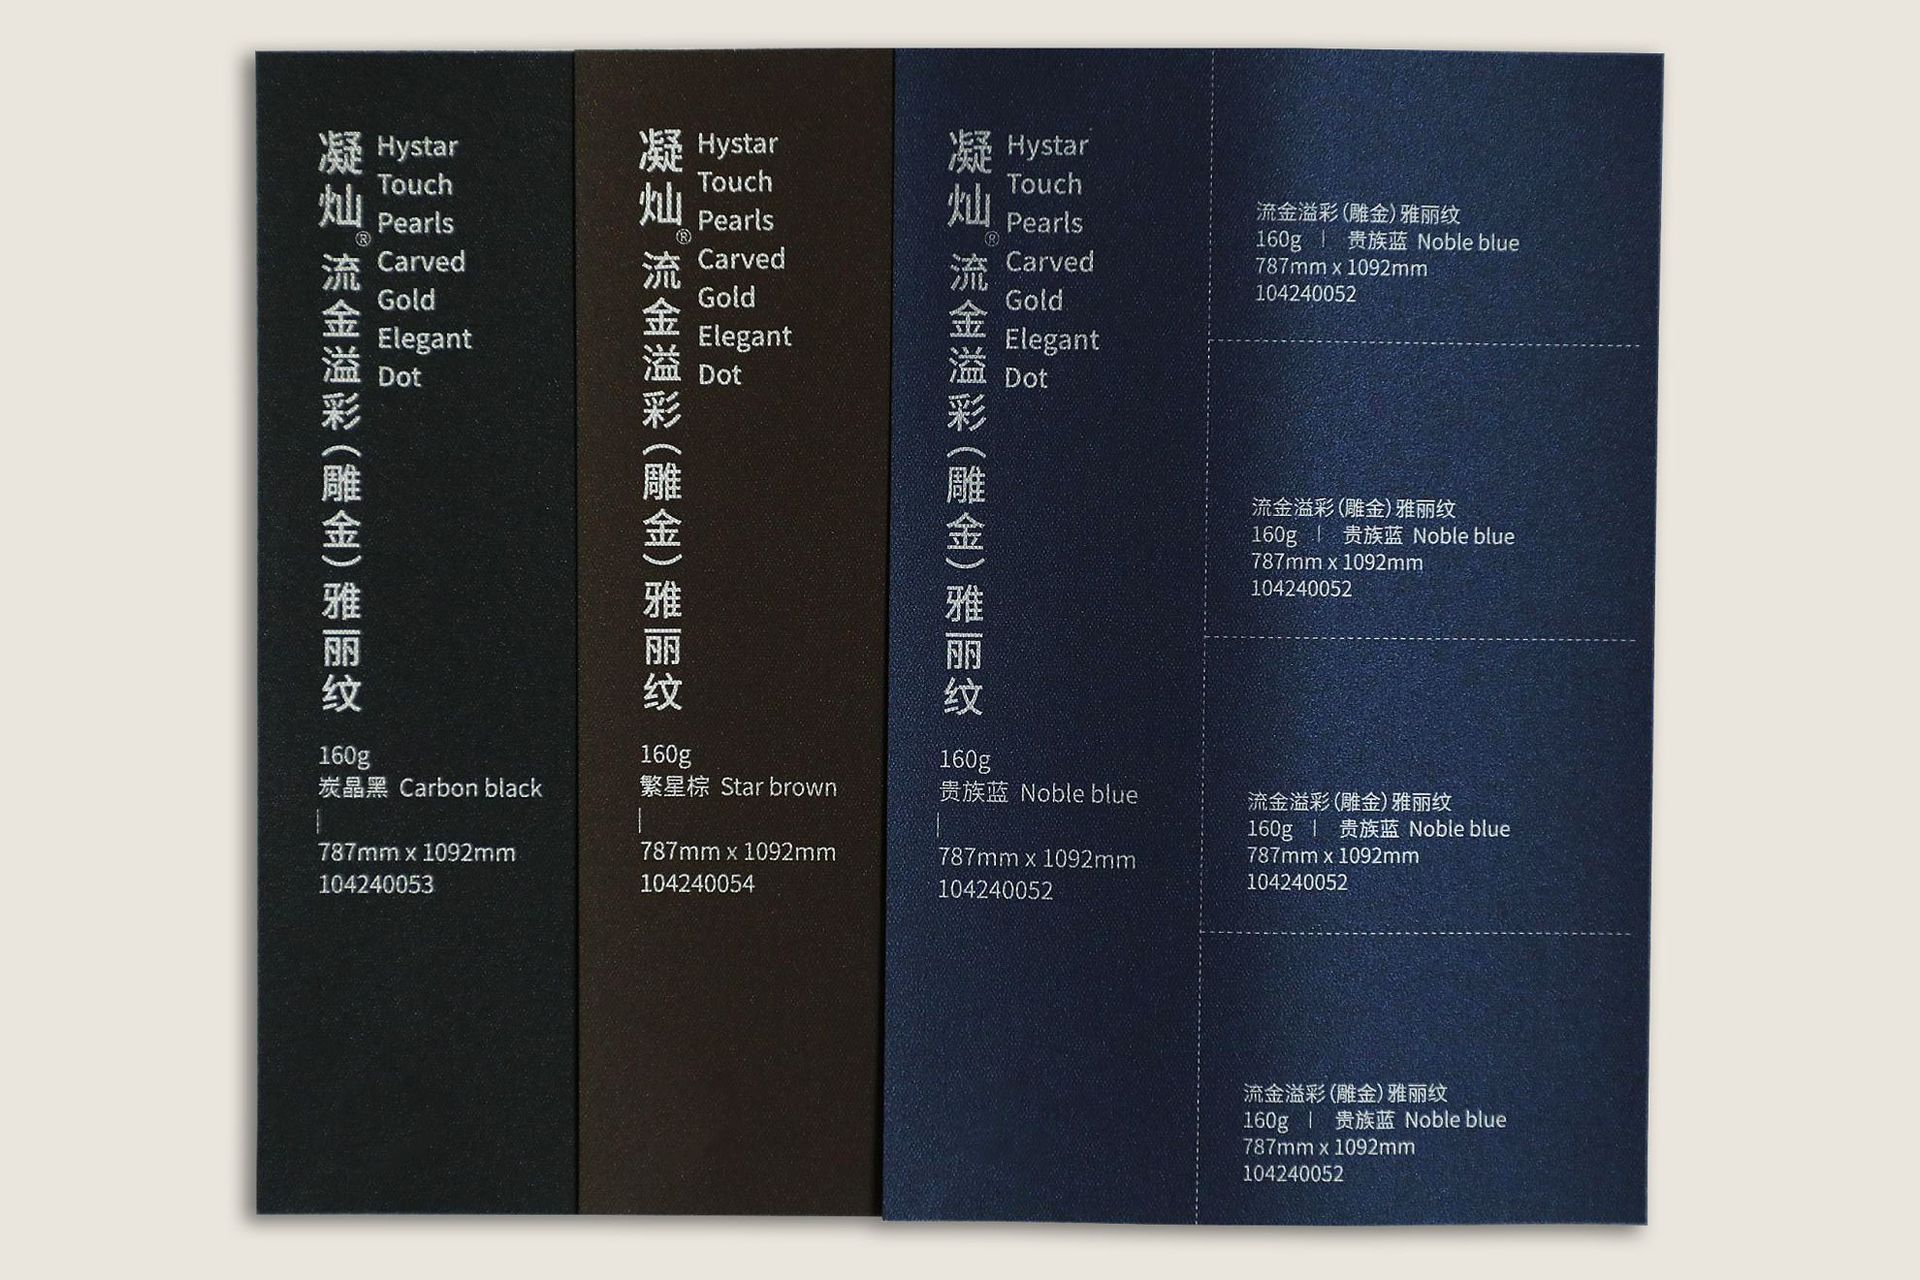 凝灿®流金溢彩（雕金）雅丽纹
Hystar
Touch
Pearls
Carved
Gold
Elegant
Dot
160g
炭晶黑 Carbon black
787mm x 1092mm
104240053
凝灿®流金溢彩（雕金）雅丽纹
Hystar
Touch
Pearls
Carved
Gold
Elegant
Dot
160g
繁星棕 Star brown
787mm x 1092mm
104240054
凝灿®流金溢彩（雕金）雅丽纹
Hystar
Touch
Pearls
Carved
Gold
Elegant
Dot
160g
贵族蓝 Noble blue
787mm x 1092mm
104240052
流金溢彩（雕金）雅丽纹
160g | 贵族蓝 Noble blue
787mm x 1092mm
104240052
流金溢彩（雕金）雅丽纹
160g | 贵族蓝 Noble blue
787mm x 1092mm
104240052
流金溢彩（雕金）雅丽纹
160g | 贵族蓝 Noble blue
787mm x 1092mm
104240052
流金溢彩（雕金）雅丽纹
160g | 贵族蓝 Noble blue
787mm x 1092mm
104240052